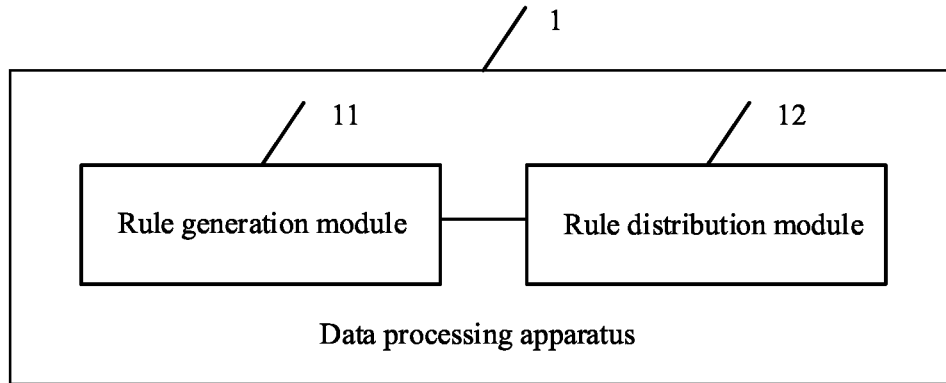 1
11
12
Rule generation module
Rule distribution module
Data processing apparatus